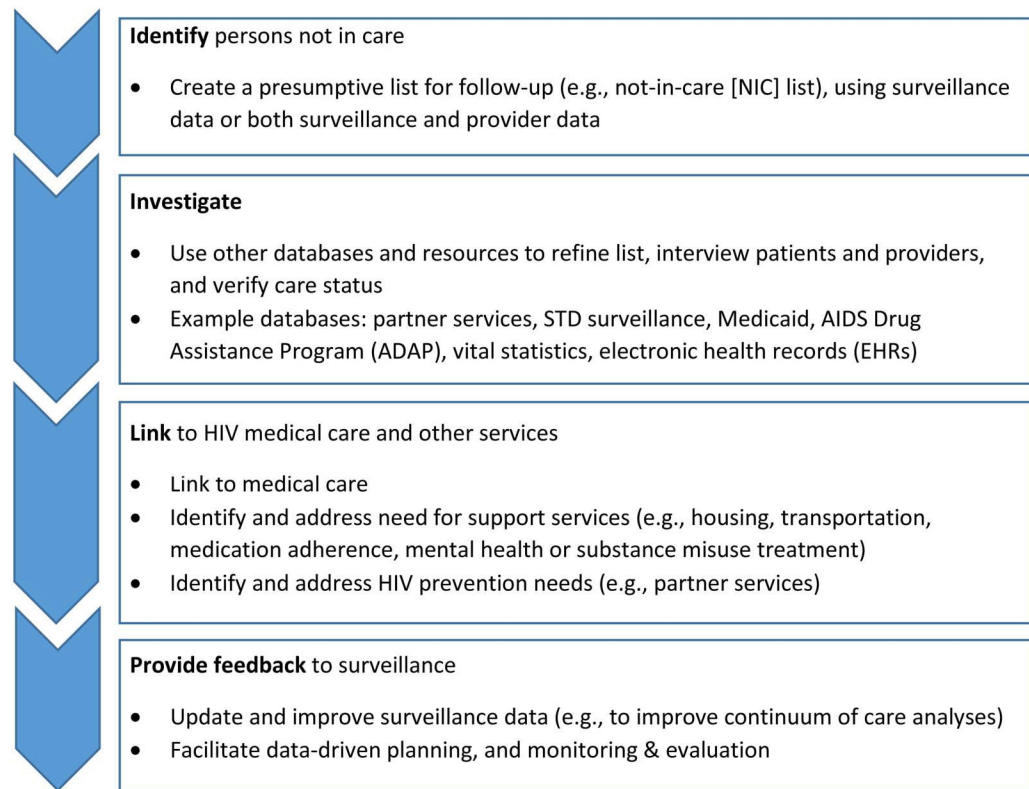 Identify persons not in care
• Create a presumptive list for follow-up (e.g., not-in-care [NIC] list), using surveillance
data or both surveillance and provider data
Investigate
• Use other databases and resources to refine list, interview patients and providers,
and verify care status
• Example databases: partner services, STD surveillance, Medicaid, AIDS Drug
Assistance Program (ADAP), vital statistics, electronic health records (EHRs)
Link to HIV medical care and other services
• Link to medical care
• Identify and address need for support services (e.g., housing, transportation,
medication adherence, mental health or substance misuse treatment)
• Identify and address HIV prevention needs (e.g., partner services)
Provide feedback to surveillance
• Update and improve surveillance data (e.g., to improve continuum of care analyses)
• Facilitate data-driven planning, and monitoring & evaluation